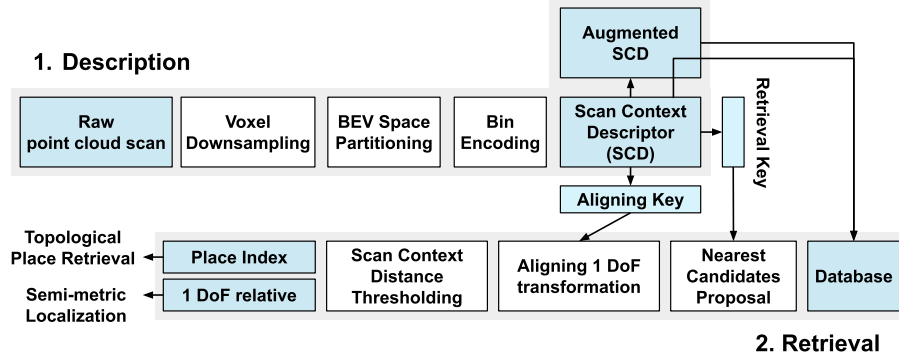 1. Description
Augmented
SCD
Raw
point cloud scan
Voxel
Downsampling
BEV Space
Partitioning
Bin
Encoding
Scan Context
Descriptor
(SCD)
Retrieval Key
Aligning Key
Topological
Place Retrieval
Semi-metric
Localization
Place Index
1 DoF relative
Scan Context
Distance
Thresholding
Aligning 1 DoF
transformation
Nearest
Candidates
Proposal
Database
2. Retrieval